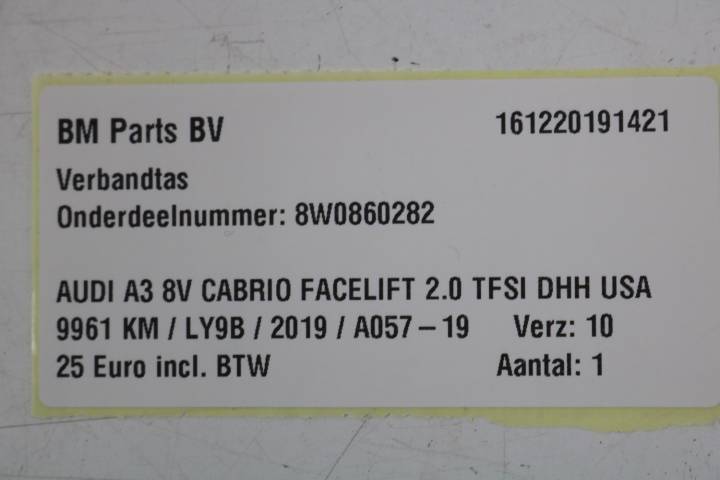 BM Parts BV 161220191421
Verbandtas
Onderdeelnummer: 8W0860282
AUDI A3 8V CABRIO FACELIFT 2.0 TFSI DHH USA
9961 KM / LY9B / 2019 / A057-19 Verz: 10
25 Euro incl. BTW Aantal: 1